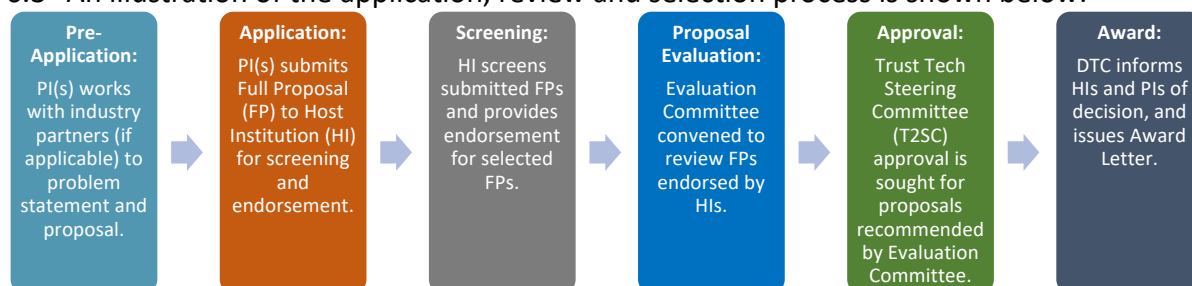 An illustration of the application, review and selection process is shown below:
Pre-
Application:
PI(s) works
with industry
partners (if
applicable) to
problem
statement and
proposal.
Application:
PI(s) submits
Full Proposal
(FP) to Host
Institution (HI)
for screening
and
endorsement.
Screening:
HI screens
submitted FPs
and provides
endorsement
for selected
FPs.
Proposal
Evaluation:
Evaluation
Committee
convened to
review FPs
endorsed by
HIs.
Approval:
Trust Tech
Steering
Committee
(T2SC)
approval is
sought for
proposals
recommended
by Evaluation
Committee.
Award:
DTC informs
HIs and PIs of
decision, and
issues Award
Letter.